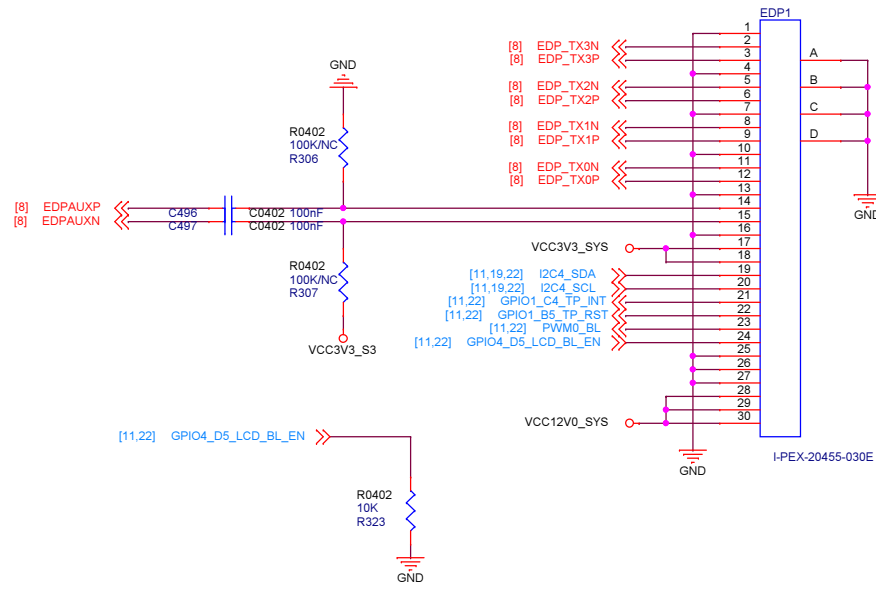 EDP1
1
[8] EDP_TX3N 2
[8] EDP_TX3P 3
A
4
[8] EDP_TX2N 5
B
[8] EDP_TX2P 6
7
C
[8] EDP_TX1N 8
[8] EDP_TX1P 9
D
10
[8] EDP_TX0N 11
[8] EDP_TX0P 12
13
GND
R0402
100K/NC
R306
[8] EDPAUXP
C496 C0402 100nF
14
[8] EDPAUXN
C497 C0402 100nF
15
GND
16
VCC3V3_SYS 17
18
[11,19,22] I2C4_SDA 19
[11,19,22] I2C4_SCL 20
[11,22] GPIO1_C4_TP_INT 21
[11,22] GPIO1_B5_TP_RST 22
[11,22] PWM0_BL 23
[11,22] GPIO4_D5_LCD_BL_EN 24
R0402
100K/NC
R307
VCC3V3_S3
25
26
27
28
29
VCC12V0_SYS 30
GND
I-PEX-20455-030E
[11,22] GPIO4_D5_LCD_BL_EN
R0402
10K
R323
GND